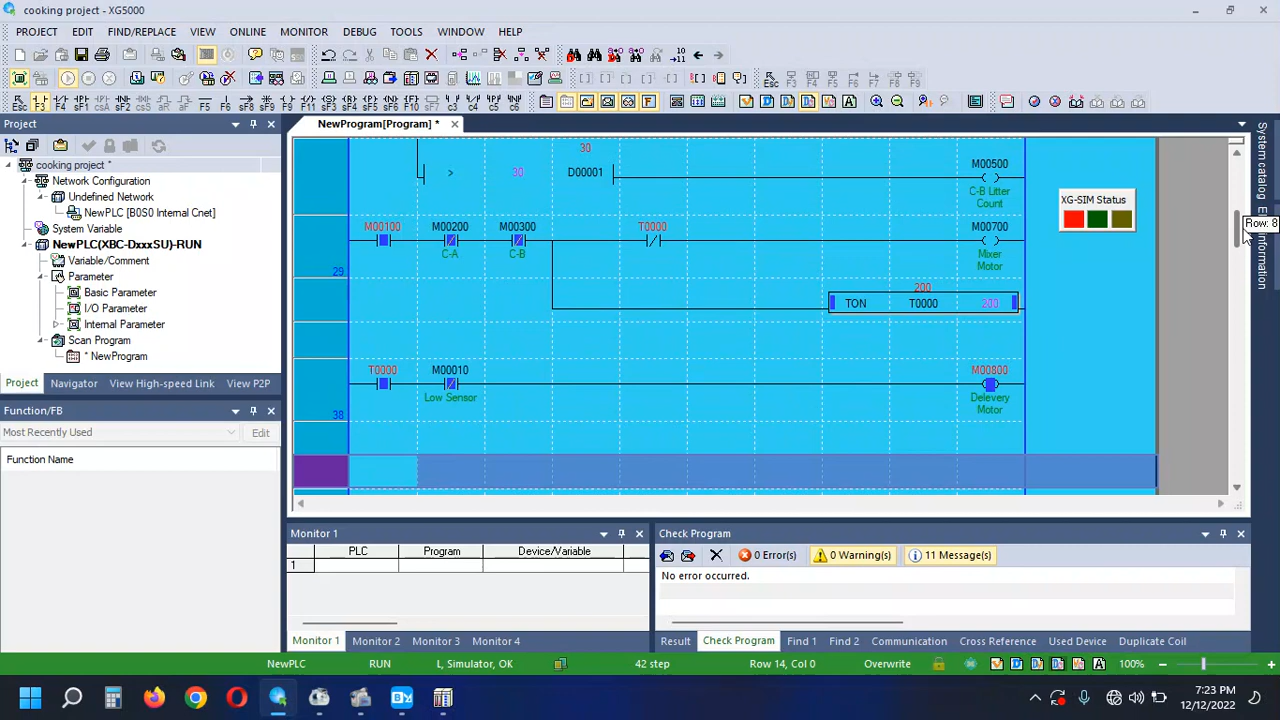 cooking project - XG5000
PROJECT EDIT FIND/REPLACE VIEW ONLINE MONITOR DEBUG TOOLS WINDOW HELP
Project
NewProgram[Program] *
cooking project *
Network Configuration
Undefined Network
NewPLC [B0S0 Internal Cnet]
System Variable
NewPLC(XBC-DxxxSU)-RUN
Variable/Comment
Parameter
Basic Parameter
I/O Parameter
Internal Parameter
Scan Program
* NewProgram
Project Navigator View High-speed Link View P2P
Function/FB
Most Recently Used Edit
Function Name
30
> 30 D00001
M00500
C-B Litter
Count
XG-SIM Status
M00100 M00200 M00300 T0000 M00700
C-A C-B Mixer
Motor
29
200
TON T0000 200
T0000 M00010 M00800
Low Sensor Delevery
Motor
38
Row: 8
System catalog
Information
Monitor 1
PLC Program Device/Variable
1
Monitor 1 Monitor 2 Monitor 3 Monitor 4
Check Program
0 Error(s) 0 Warning(s) 11 Message(s)
No error occurred.
Result Check Program Find 1 Find 2 Communication Cross Reference Used Device Duplicate Coil
NewPLC RUN L, Simulator, OK 42 step Row 14, Col 0 Overwrite 100%
7:23 PM
12/12/2022